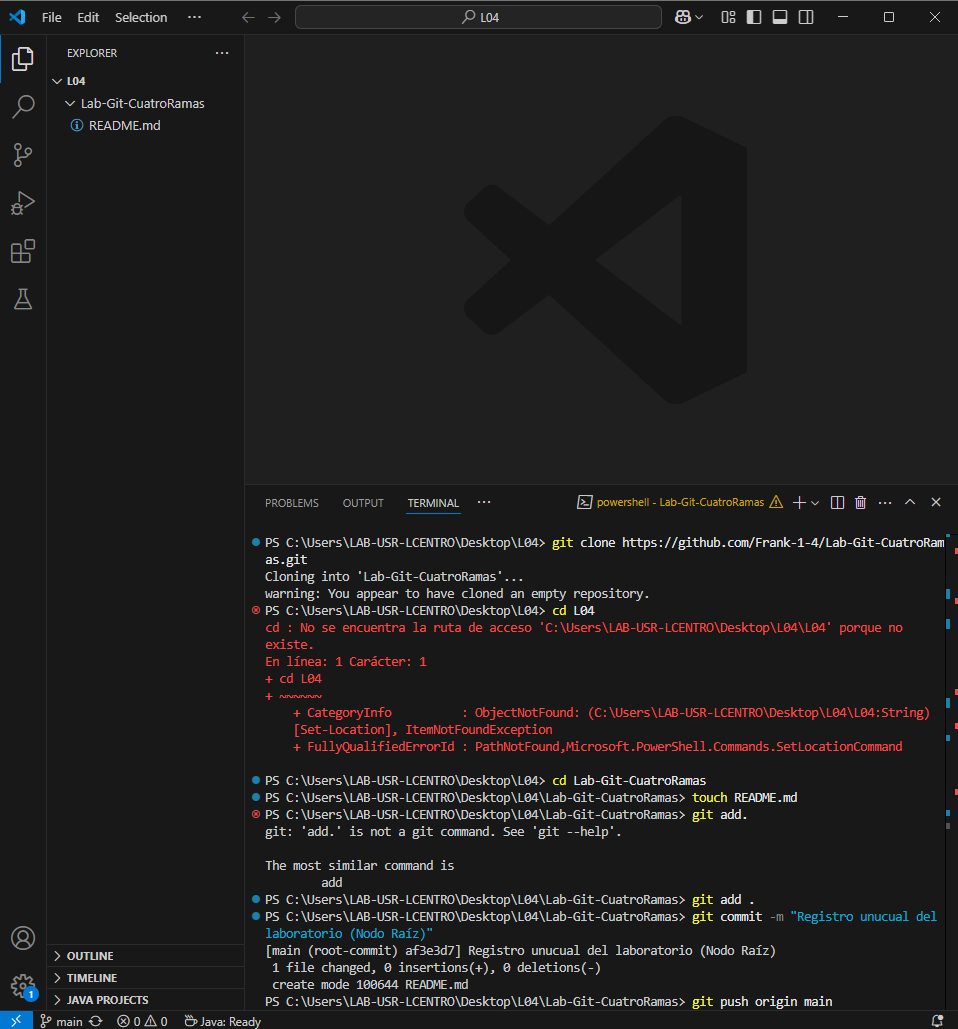 File Edit Selection ··· L04
EXPLORER ···
L04
Lab-Git-CuatroRamas
README.md
PROBLEMS OUTPUT TERMINAL ··· powershell - Lab-Git-CuatroRamas
PS C:\Users\LAB-USR-LCENTRO\Desktop\L04> git clone https://github.com/Frank-1-4/Lab-Git-CuatroRam
as.git
Cloning into 'Lab-Git-CuatroRamas'...
warning: You appear to have cloned an empty repository.
PS C:\Users\LAB-USR-LCENTRO\Desktop\L04> cd L04
cd : No se encuentra la ruta de acceso 'C:\Users\LAB-USR-LCENTRO\Desktop\L04\L04' porque no
existe.
En línea: 1 Carácter: 1
+ cd L04
+ ~~~~~~
+ CategoryInfo : ObjectNotFound: (C:\Users\LAB-USR-LCENTRO\Desktop\L04\L04:String)
[Set-Location], ItemNotFoundException
+ FullyQualifiedErrorId : PathNotFound,Microsoft.PowerShell.Commands.SetLocationCommand
PS C:\Users\LAB-USR-LCENTRO\Desktop\L04> cd Lab-Git-CuatroRamas
PS C:\Users\LAB-USR-LCENTRO\Desktop\L04\Lab-Git-CuatroRamas> touch README.md
PS C:\Users\LAB-USR-LCENTRO\Desktop\L04\Lab-Git-CuatroRamas> git add.
git: 'add.' is not a git command. See 'git --help'.
The most similar command is
add
PS C:\Users\LAB-USR-LCENTRO\Desktop\L04\Lab-Git-CuatroRamas> git add .
PS C:\Users\LAB-USR-LCENTRO\Desktop\L04\Lab-Git-CuatroRamas> git commit -m "Registro unucual del
laboratorio (Nodo Raíz)"
[main (root-commit) af3e3d7] Registro unucual del laboratorio (Nodo Raíz)
1 file changed, 0 insertions(+), 0 deletions(-)
create mode 100644 README.md
PS C:\Users\LAB-USR-LCENTRO\Desktop\L04\Lab-Git-CuatroRamas> git push origin main
OUTLINE
TIMELINE
JAVA PROJECTS
1
main 0 0 Java: Ready